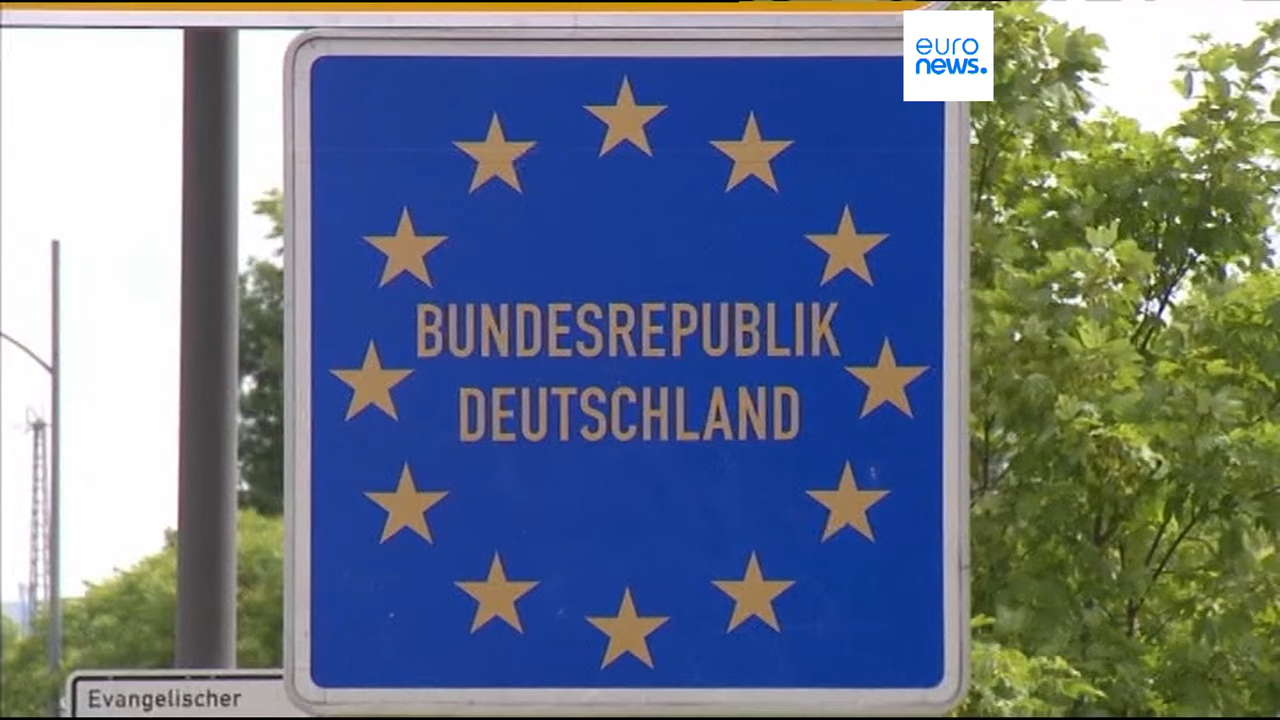 euro
news.
BUNDESREPUBLIK
DEUTSCHLAND
Evangelischer